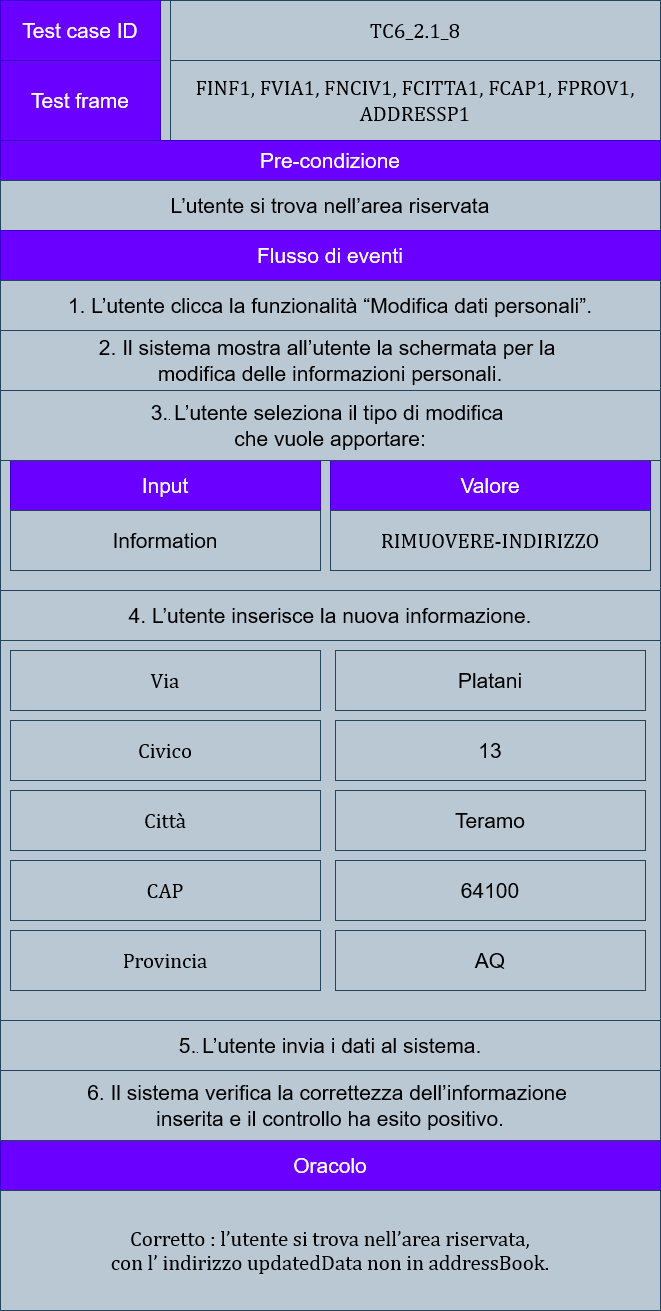 Test case ID
TC6_2.1_8
Test frame
FINF1, FVIA1, FNCIV1, FCITTA1, FCAP1, FPROV1,
ADDRESSP1
Pre-condizione
L’utente si trova nell’area riservata
Flusso di eventi
1. L’utente clicca la funzionalità “Modifica dati personali”.
2. Il sistema mostra all’utente la schermata per la
modifica delle informazioni personali.
3.. L’utente seleziona il tipo di modifica
che vuole apportare:
Input
Valore
Information
RIMUOVERE-INDIRIZZO
4. L’utente inserisce la nuova informazione.
Via
Platani
Civico
13
Città
Teramo
CAP
64100
Provincia
AQ
5.. L’utente invia i dati al sistema.
6. Il sistema verifica la correttezza dell’informazione
inserita e il controllo ha esito positivo.
Oracolo
Corretto : l’utente si trova nell’area riservata,
con l’ indirizzo updatedData non in addressBook.